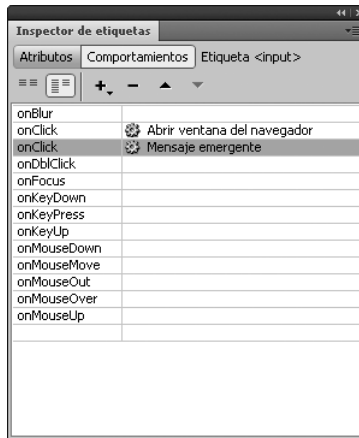 Inspector de etiquetas
Atributos Comportamientos Etiqueta <input>
onBlur
onClick Abrir ventana del navegador
onClick Mensaje emergente
onDblClick
onFocus
onKeyDown
onKeyPress
onKeyUp
onMouseDown
onMouseMove
onMouseOut
onMouseOver
onMouseUp